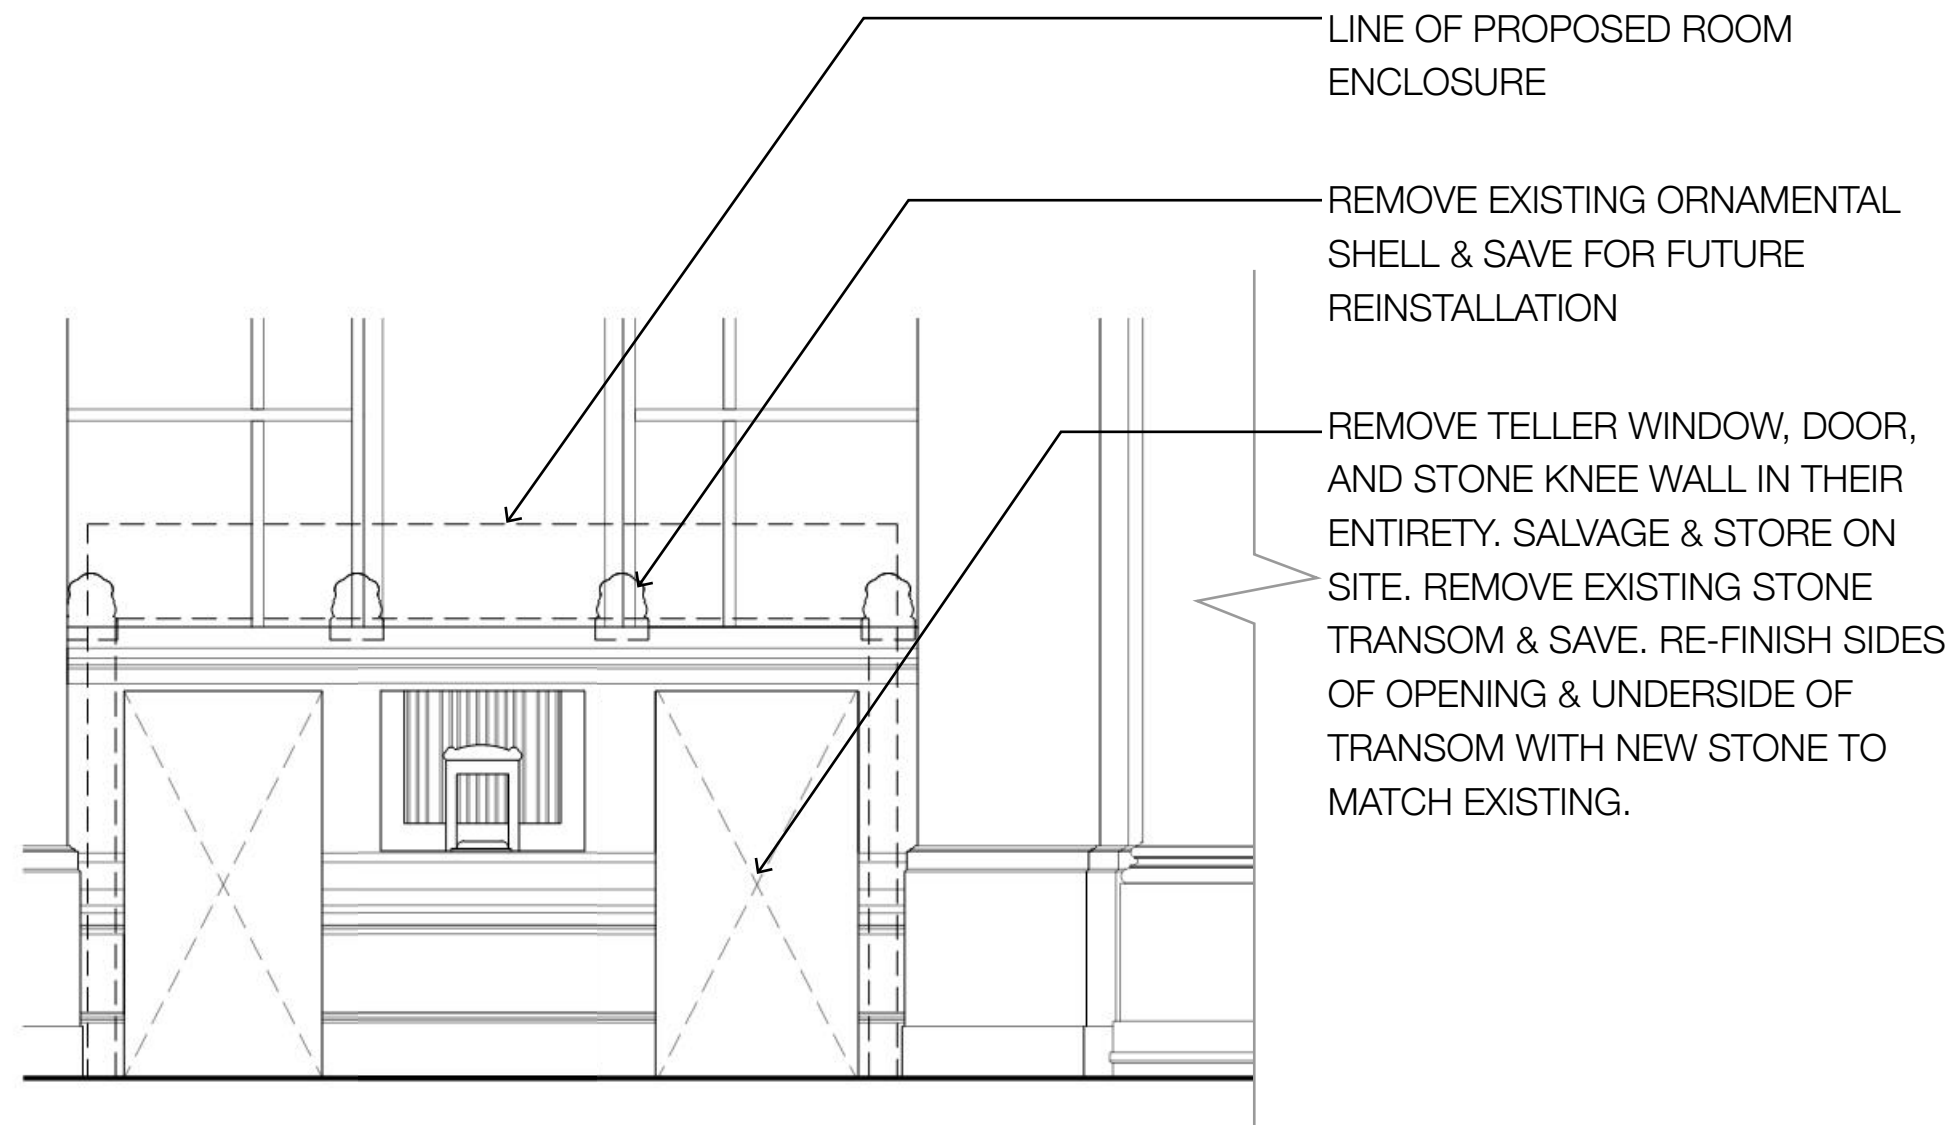 LINE OF PROPOSED ROOM
ENCLOSURE
REMOVE EXISTING ORNAMENTAL
SHELL & SAVE FOR FUTURE
REINSTALLATION
REMOVE TELLER WINDOW, DOOR,
AND STONE KNEE WALL IN THEIR
ENTIRETY. SALVAGE & STORE ON
SITE. REMOVE EXISTING STONE
TRANSOM & SAVE. RE-FINISH SIDES
OF OPENING & UNDERSIDE OF
TRANSOM WITH NEW STONE TO
MATCH EXISTING.